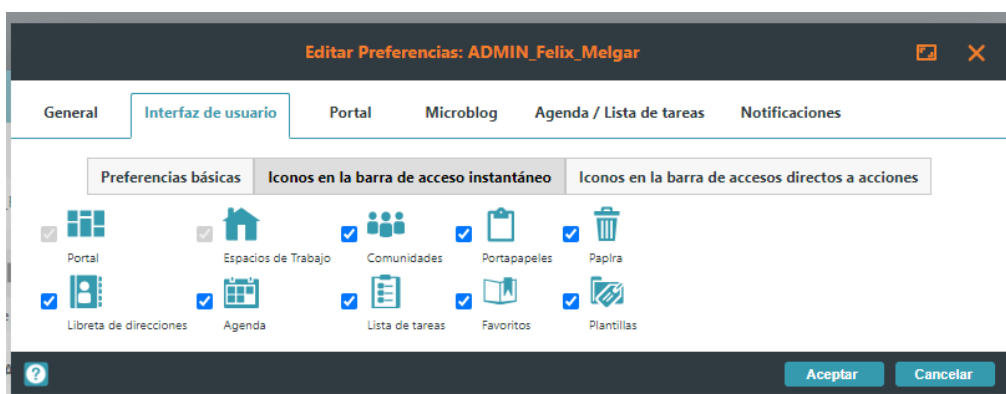 Editar Preferencias: ADMIN_Felix_Melgar
General Interfaz de usuario Portal Microblog Agenda / Lista de tareas Notificaciones
Preferencias básicas Iconos en la barra de acceso instantáneo Iconos en la barra de accesos directos a acciones
Portal Espacios de Trabajo Comunidades Portapapeles Paplra
Libreta de direcciones Agenda Lista de tareas Favoritos Plantillas
? Aceptar Cancelar